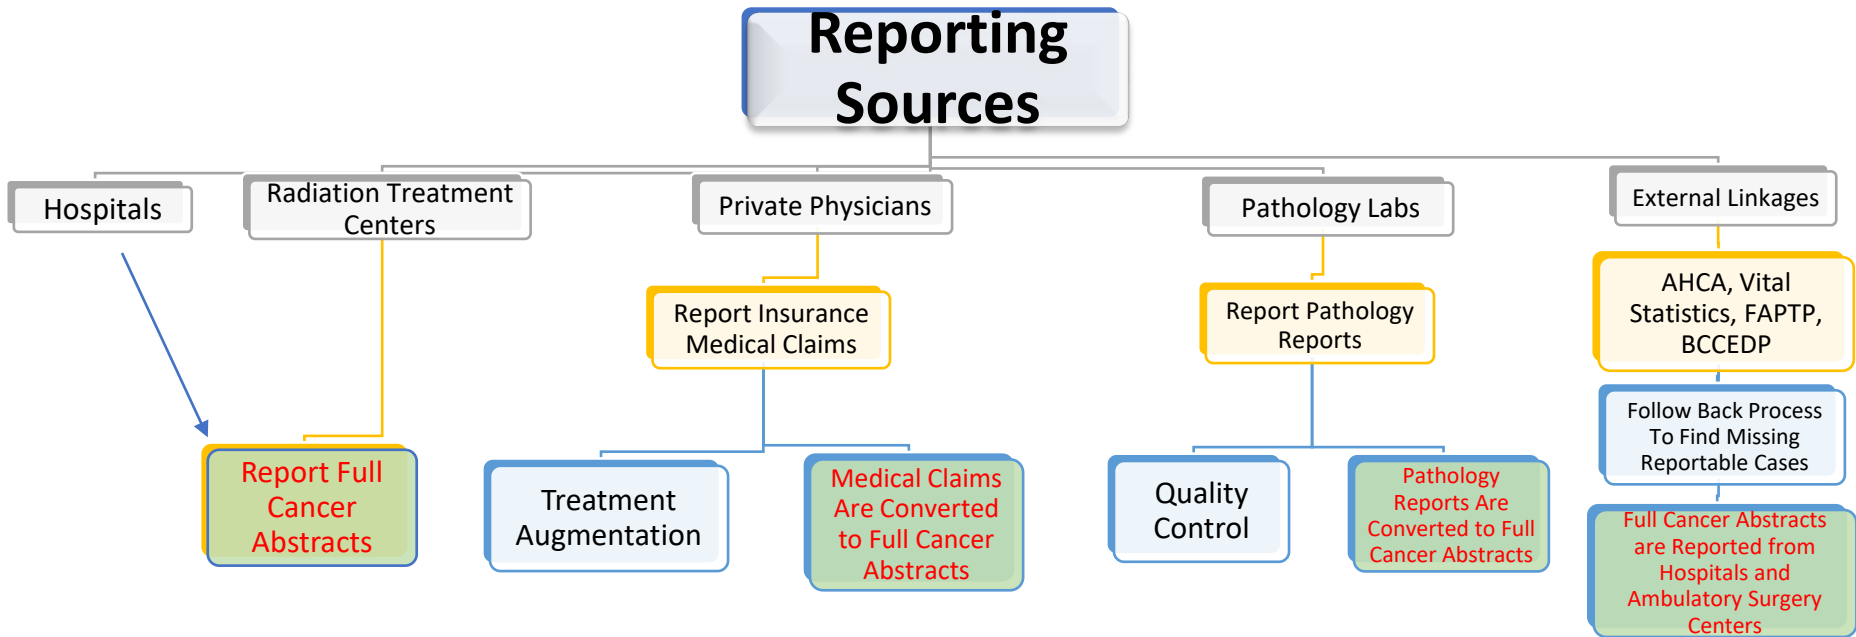 Reporting
Sources
Hospitals
Radiation Treatment
Centers
Private Physicians
Pathology Labs
External Linkages
Report Insurance
Medical Claims
Report Pathology
Reports
AHCA, Vital
Statistics, FAPTP,
BCCEDP
Follow Back Process
To Find Missing
Reportable Cases
Report Full
Cancer
Abstracts
Treatment
Augmentation
Medical Claims
Are Converted
to Full Cancer
Abstracts
Quality
Control
Pathology
Reports Are
Converted to Full
Cancer Abstracts
Full Cancer Abstracts
are Reported from
Hospitals and
Ambulatory Surgery
Centers